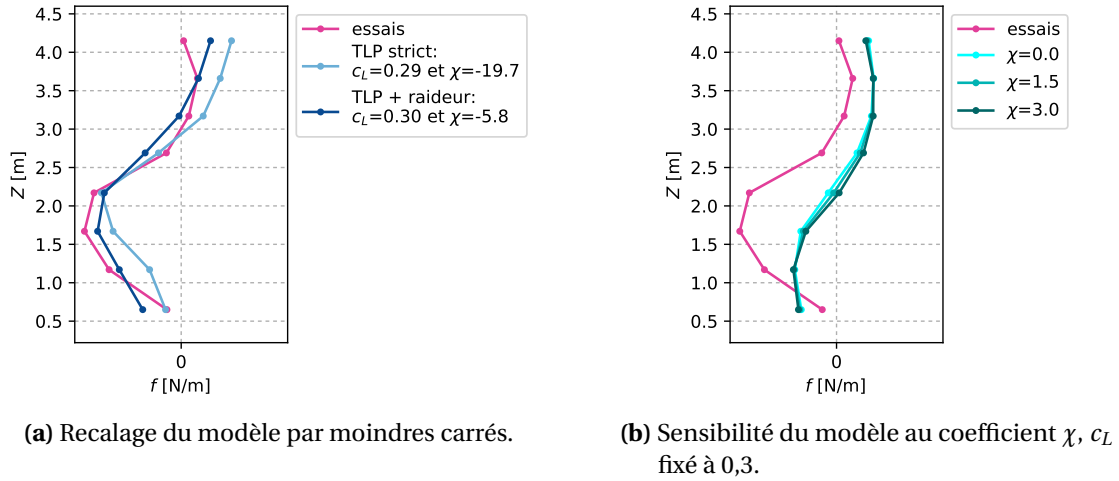 4.5
4.0
3.5
3.0
2.5
2.0
1.5
1.0
0.5
Z [m]
0
f [N/m]
essais
TLP strict:
c_L=0.29 et χ=-19.7
TLP + raideur:
c_L=0.30 et χ=-5.8
(a) Recalage du modèle par moindres carrés.
4.5
4.0
3.5
3.0
2.5
2.0
1.5
1.0
0.5
Z [m]
0
f [N/m]
essais
χ=0.0
χ=1.5
χ=3.0
(b) Sensibilité du modèle au coefficient χ, c_L
fixé à 0,3.